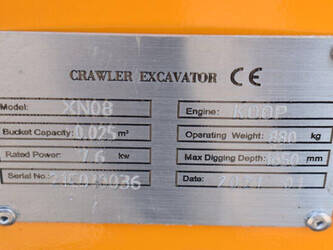 CRAWLER EXCAVATOR CE
Model: XN08 Engine: KOOP
Bucket Capacity: 0.025 m³ Operating Weight: 880 kg
Rated Power: 7.6 kw Max Digging Depth: 1650 mm
Serial No.: Date: